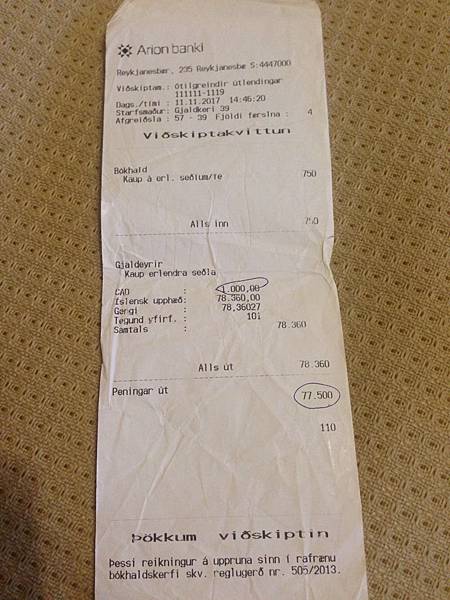 Arion banki
Reykjanesbær, 235 Reykjanesbæ S:4447000
Viðskiptam.: Ótilgreindir útlendingar
111111-1119
Dags./tími : 11.11.2017 14:46:20
Starfsmaður: Gjaldkeri 39
Afgreiðsla : 57 - 39 Fjöldi færslna : 4
Viðskiptakvittun
Bókhald
Kaup á erl. seðlum/fe 750
Alls inn 750
Gjaldeyrir
Kaup erlendra seðla
CAD : 1.000,00
Íslensk upphæð: 78.360,00
Gengi : 78,36027
Tegund yfirf. : 101
Samtals : 78.360
Alls út 78.360
Peningar út 77.500
110
Þökkum viðskiptin
Þessi reikningur á uppruna sinn í rafrænu
bókhaldskerfi skv. reglugerð nr. 505/2013.